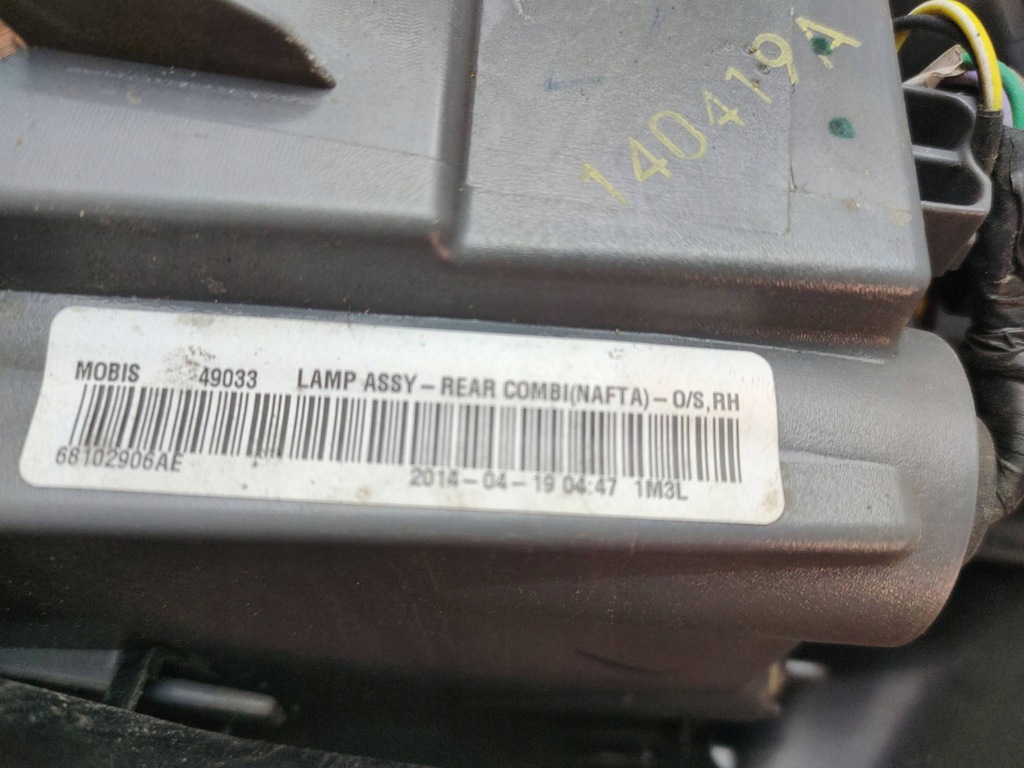 140419A
MOBIS 49033 LAMP ASSY-REAR COMBI(NAFTA)-O/S,RH
68102906AE
2014-04-19 04:47 1M3L